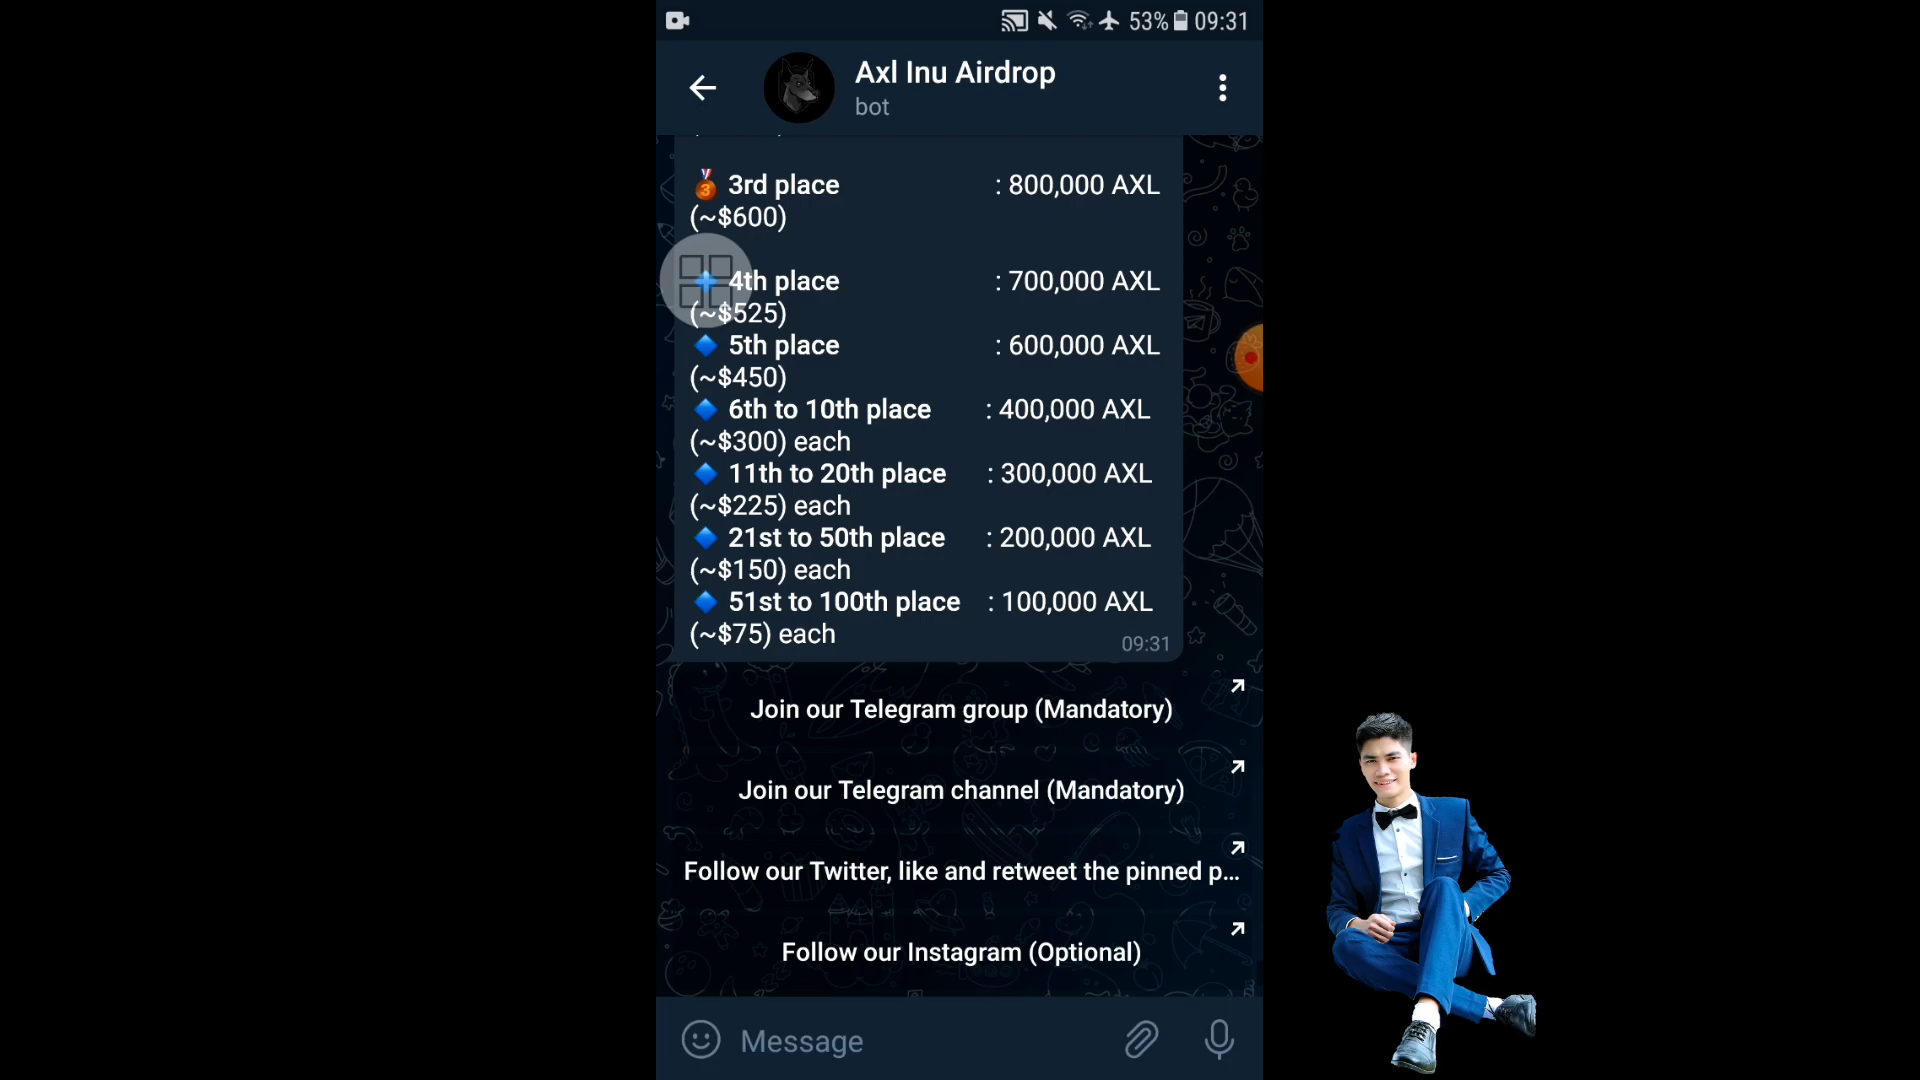 53% 09:31
Axl Inu Airdrop
bot
3 3rd place : 800,000 AXL
(~$600)
4th place : 700,000 AXL
(~$525)
5th place : 600,000 AXL
(~$450)
6th to 10th place : 400,000 AXL
(~$300) each
11th to 20th place : 300,000 AXL
(~$225) each
21st to 50th place : 200,000 AXL
(~$150) each
51st to 100th place : 100,000 AXL
(~$75) each
09:31
Join our Telegram group (Mandatory)
Join our Telegram channel (Mandatory)
Follow our Twitter, like and retweet the pinned p...
Follow our Instagram (Optional)
Message